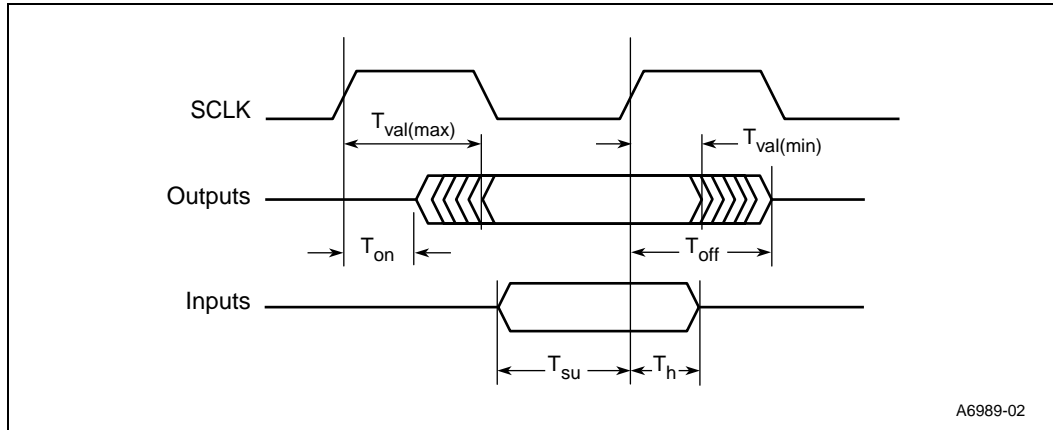 SCLK
Tval(max)
Tval(min)
Outputs
Ton
Toff
Inputs
Tsu
Th
A6989-02